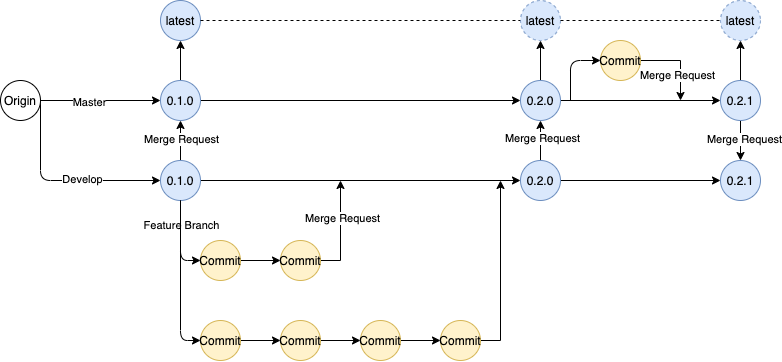 latest
latest
latest
Commit
Merge Request
Origin
Master
0.1.0
0.2.0
0.2.1
Merge Request
Merge Request
Merge Request
Develop
0.1.0
0.2.0
0.2.1
Merge Request
Feature Branch
Commit
Commit
Commit
Commit
Commit
Commit